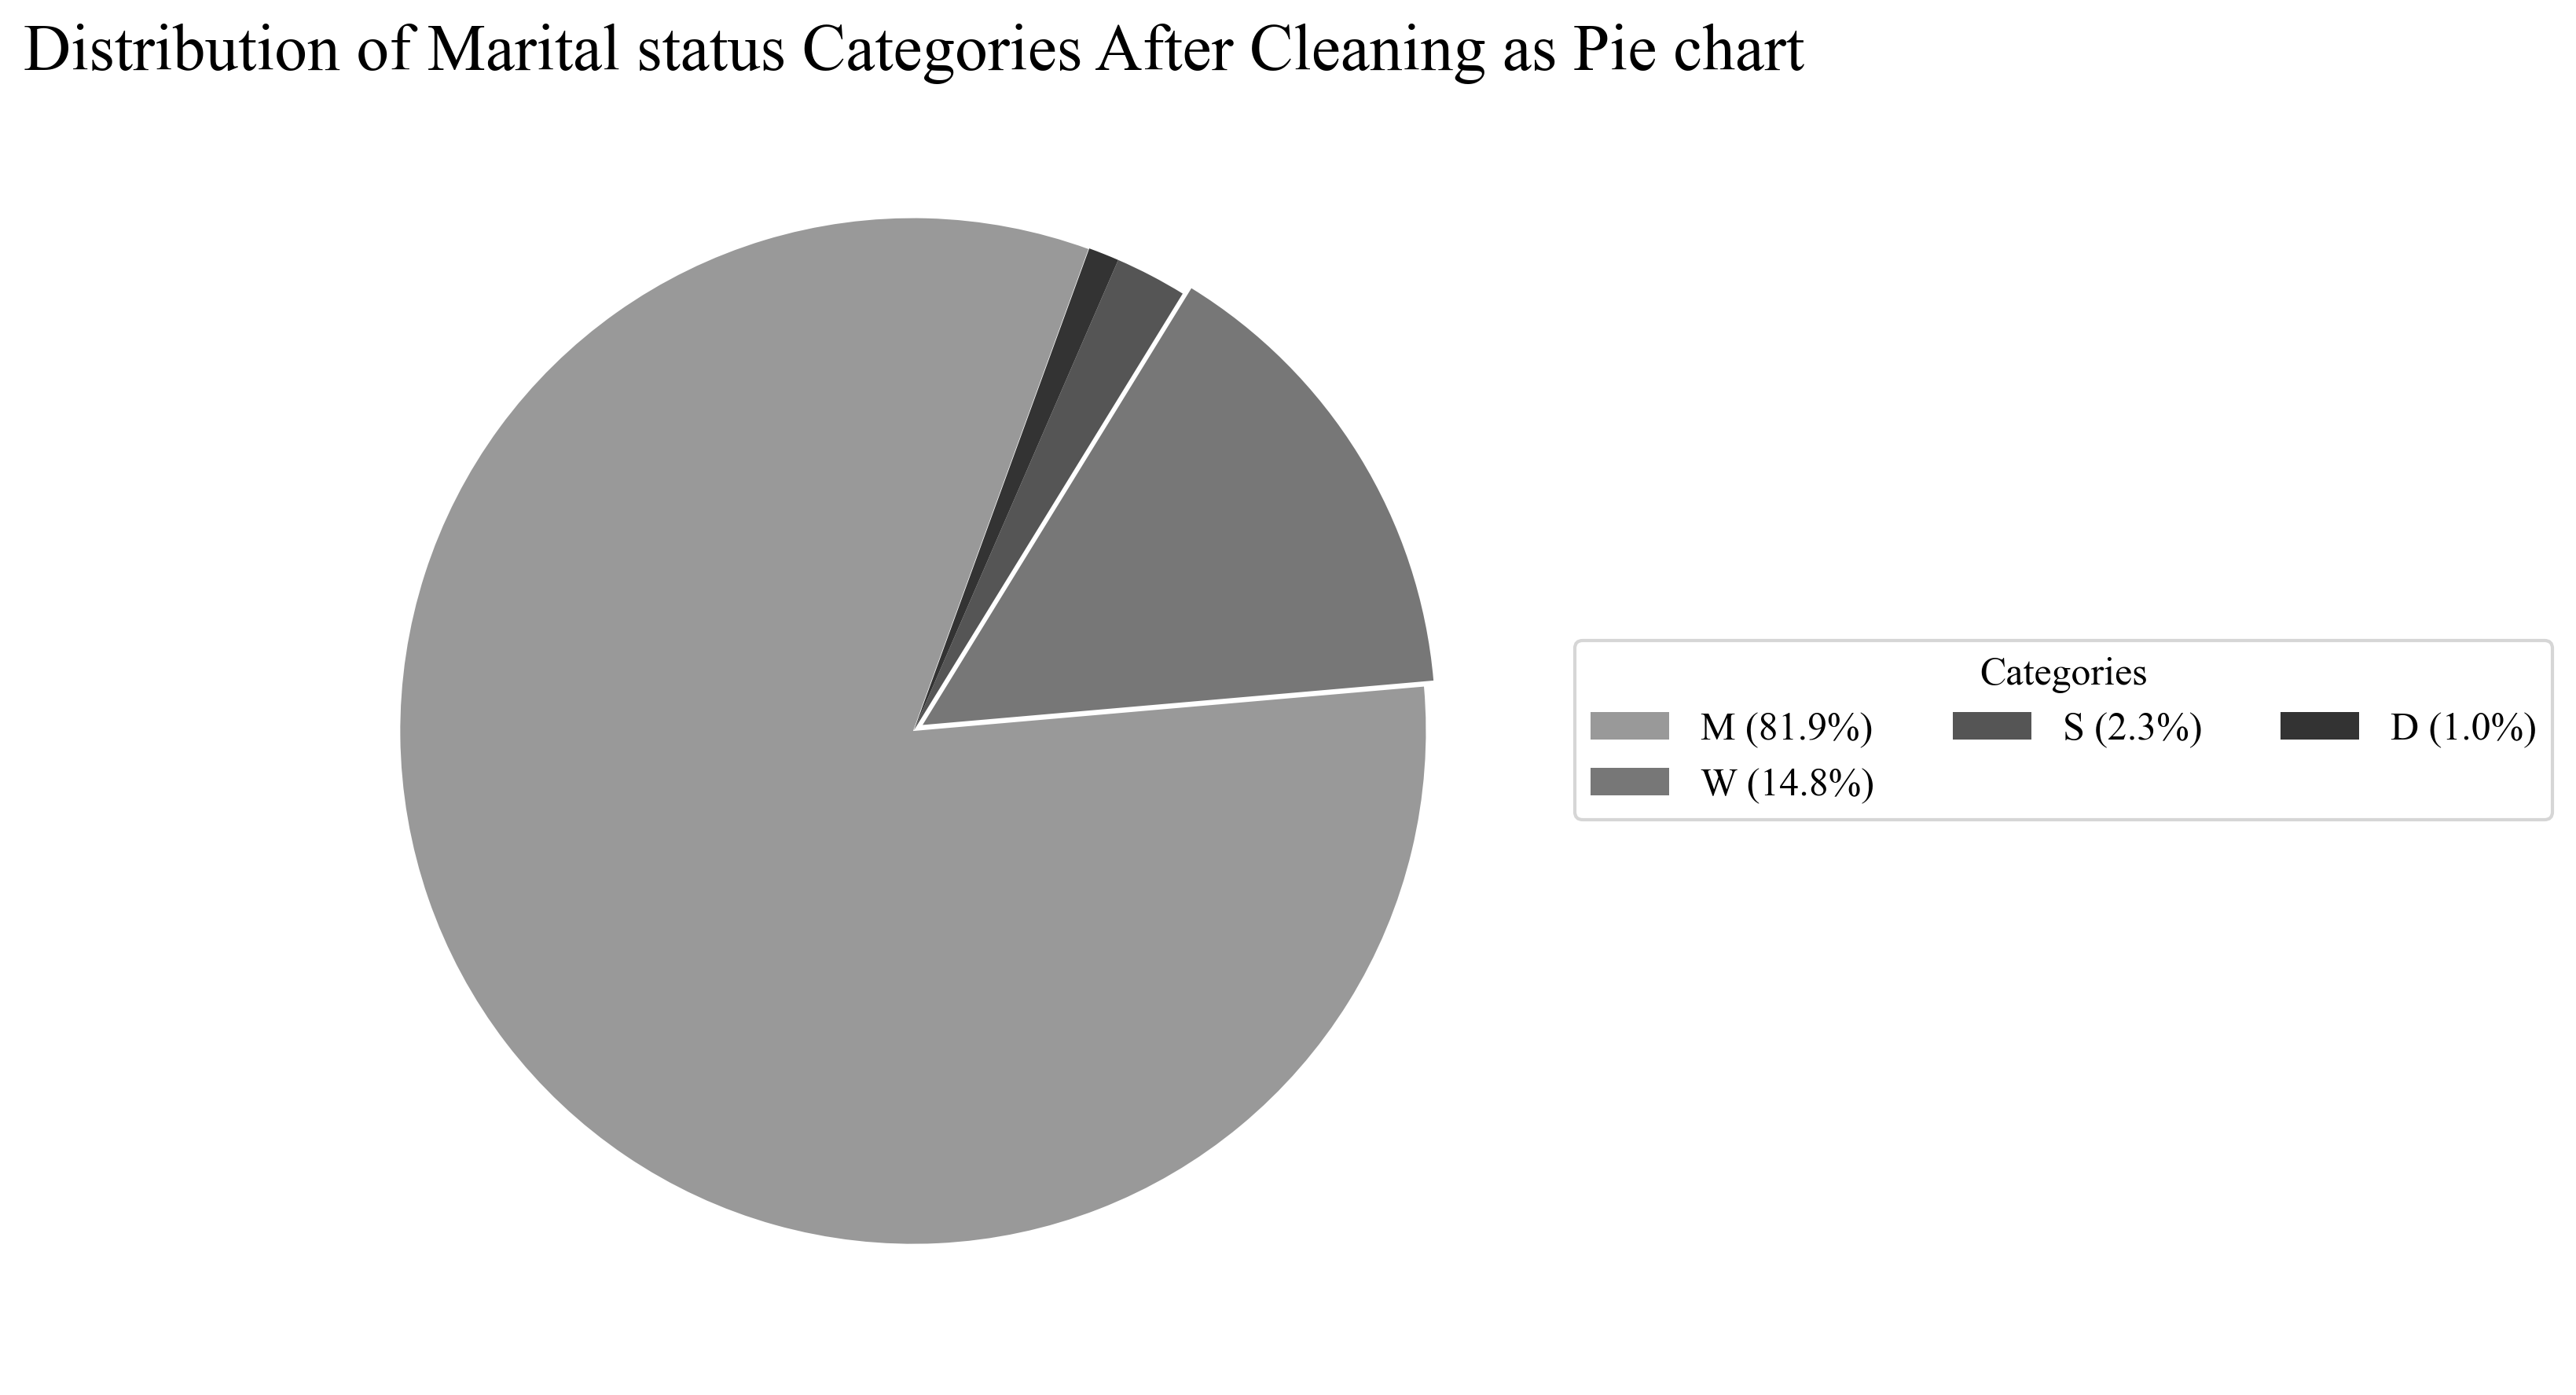 Distribution of Marital status Categories After Cleaning as Pie chart
Categories
M (81.9%) S (2.3%) D (1.0%)
W (14.8%)